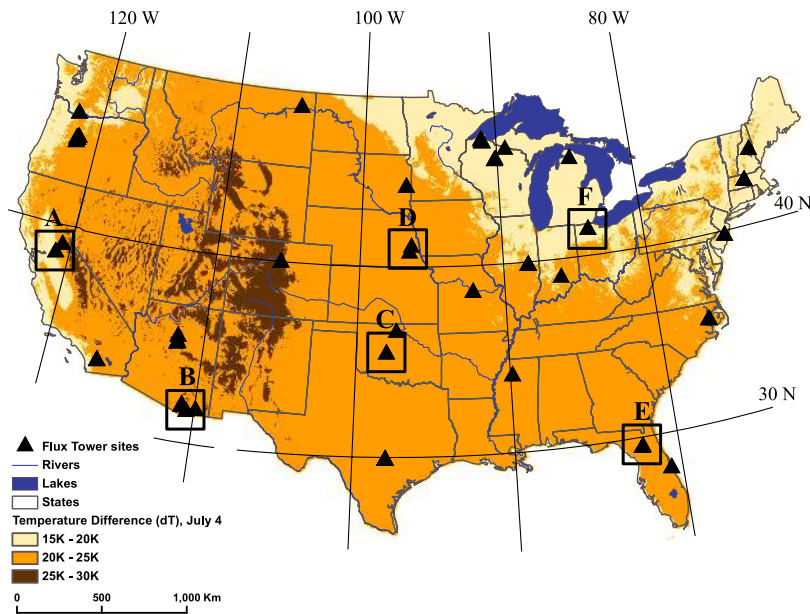 120 W
100 W
80 W
A
F
40 N
D
C
B
30 N
E
Flux Tower sites
Rivers
Lakes
States
Temperature Difference (dT), July 4
15K - 20K
20K - 25K
25K - 30K
0 500 1,000 Km